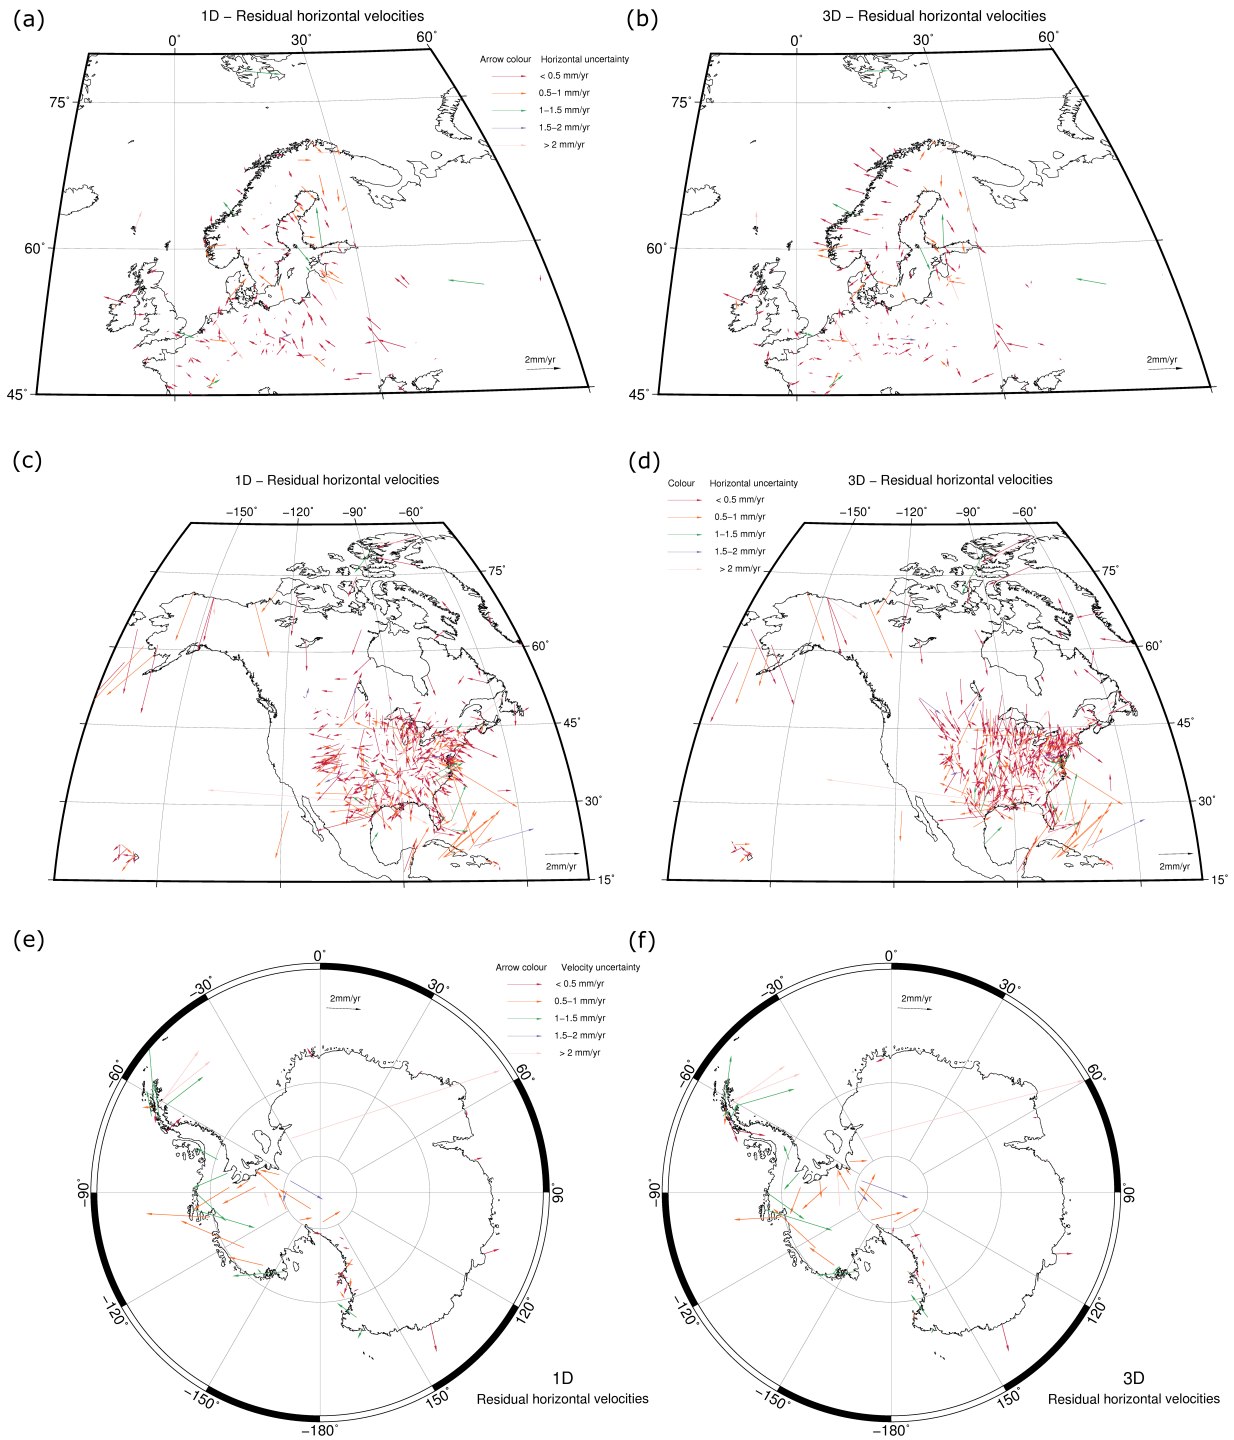 (a)
1D – Residual horizontal velocities
0°
30°
60°
75°
60°
45°
Arrow colour Horizontal uncertainty
< 0.5 mm/yr
0.5–1 mm/yr
1–1.5 mm/yr
1.5–2 mm/yr
> 2 mm/yr
2mm/yr
(b)
3D – Residual horizontal velocities
0°
30°
60°
75°
60°
45°
2mm/yr
(c)
1D – Residual horizontal velocities
−150° −120° −90° −60°
75°
60°
45°
30°
15°
2mm/yr
(d)
3D – Residual horizontal velocities
Colour Horizontal uncertainty
< 0.5 mm/yr
0.5–1 mm/yr
1–1.5 mm/yr
1.5–2 mm/yr
> 2 mm/yr
−150° −120° −90° −60°
75°
60°
45°
30°
15°
2mm/yr
(e)
0°
30°
60°
90°
120°
150°
−180°
−150°
−120°
−90°
−60°
−30°
2mm/yr
Arrow colour Velocity uncertainty
< 0.5 mm/yr
0.5–1 mm/yr
1–1.5 mm/yr
1.5–2 mm/yr
> 2 mm/yr
1D
Residual horizontal velocities
(f)
0°
30°
60°
90°
120°
150°
−180°
−150°
−120°
−90°
−60°
−30°
2mm/yr
3D
Residual horizontal velocities